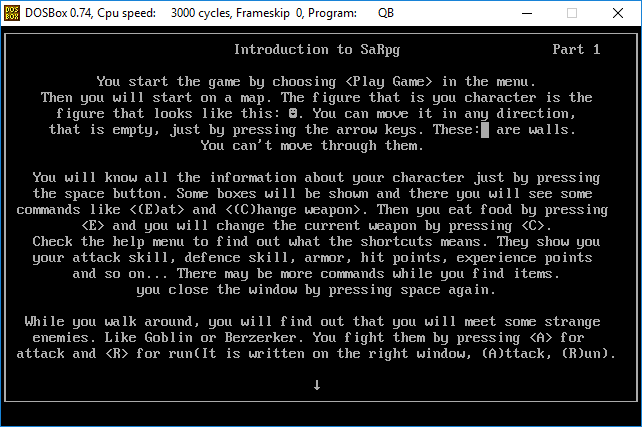 DOSBox 0.74, Cpu speed: 3000 cycles, Frameskip 0, Program: QB
Introduction to SaRpg Part 1
You start the game by choosing <Play Game> in the menu.
Then you will start on a map. The figure that is you character is the
figure that looks like this: ☻. You can move it in any direction,
that is empty, just by pressing the arrow keys. These:█ are walls.
You can't move through them.
You will know all the information about your character just by pressing
the space button. Some boxes will be shown and there you will see some
commands like <(E)at> and <(C)hange weapon>. Then you eat food by pressing
<E> and you will change the current weapon by pressing <C>.
Check the help menu to find out what the shortcuts means. They show you
your attack skill, defence skill, armor, hit points, experience points
and so on... There may be more commands while you find items.
you close the window by pressing space again.
While you walk around, you will find out that you will meet some strange
enemies. Like Goblin or Berzerker. You fight them by pressing <A> for
attack and <R> for run(It is written on the right window, (A)ttack, (R)un).
↓